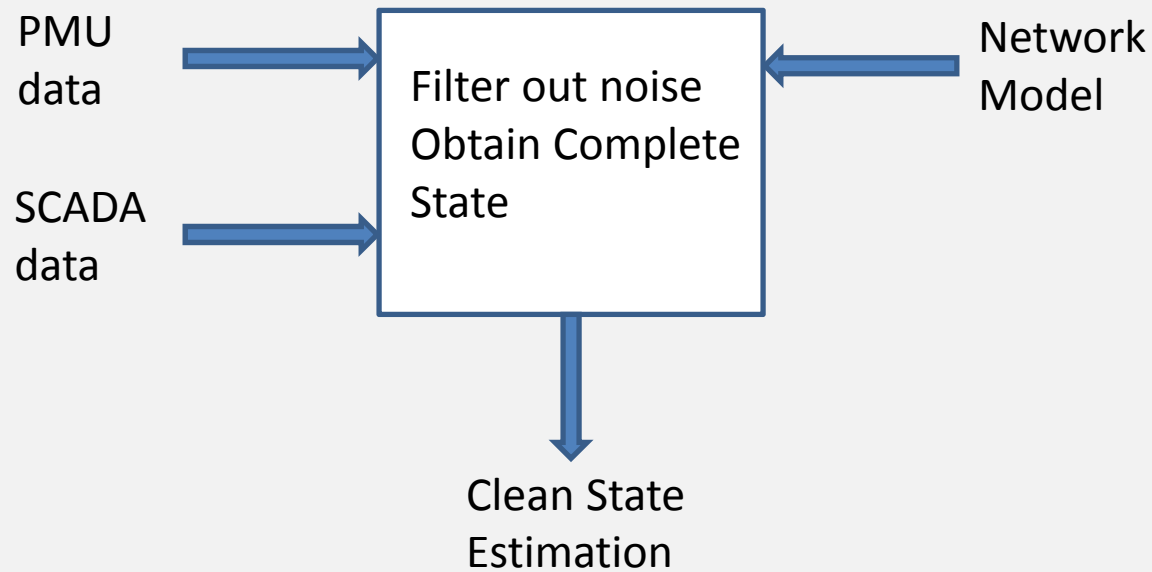 PMU
data
Filter out noise
Obtain Complete
State
Network
Model
SCADA
data
Clean State
Estimation